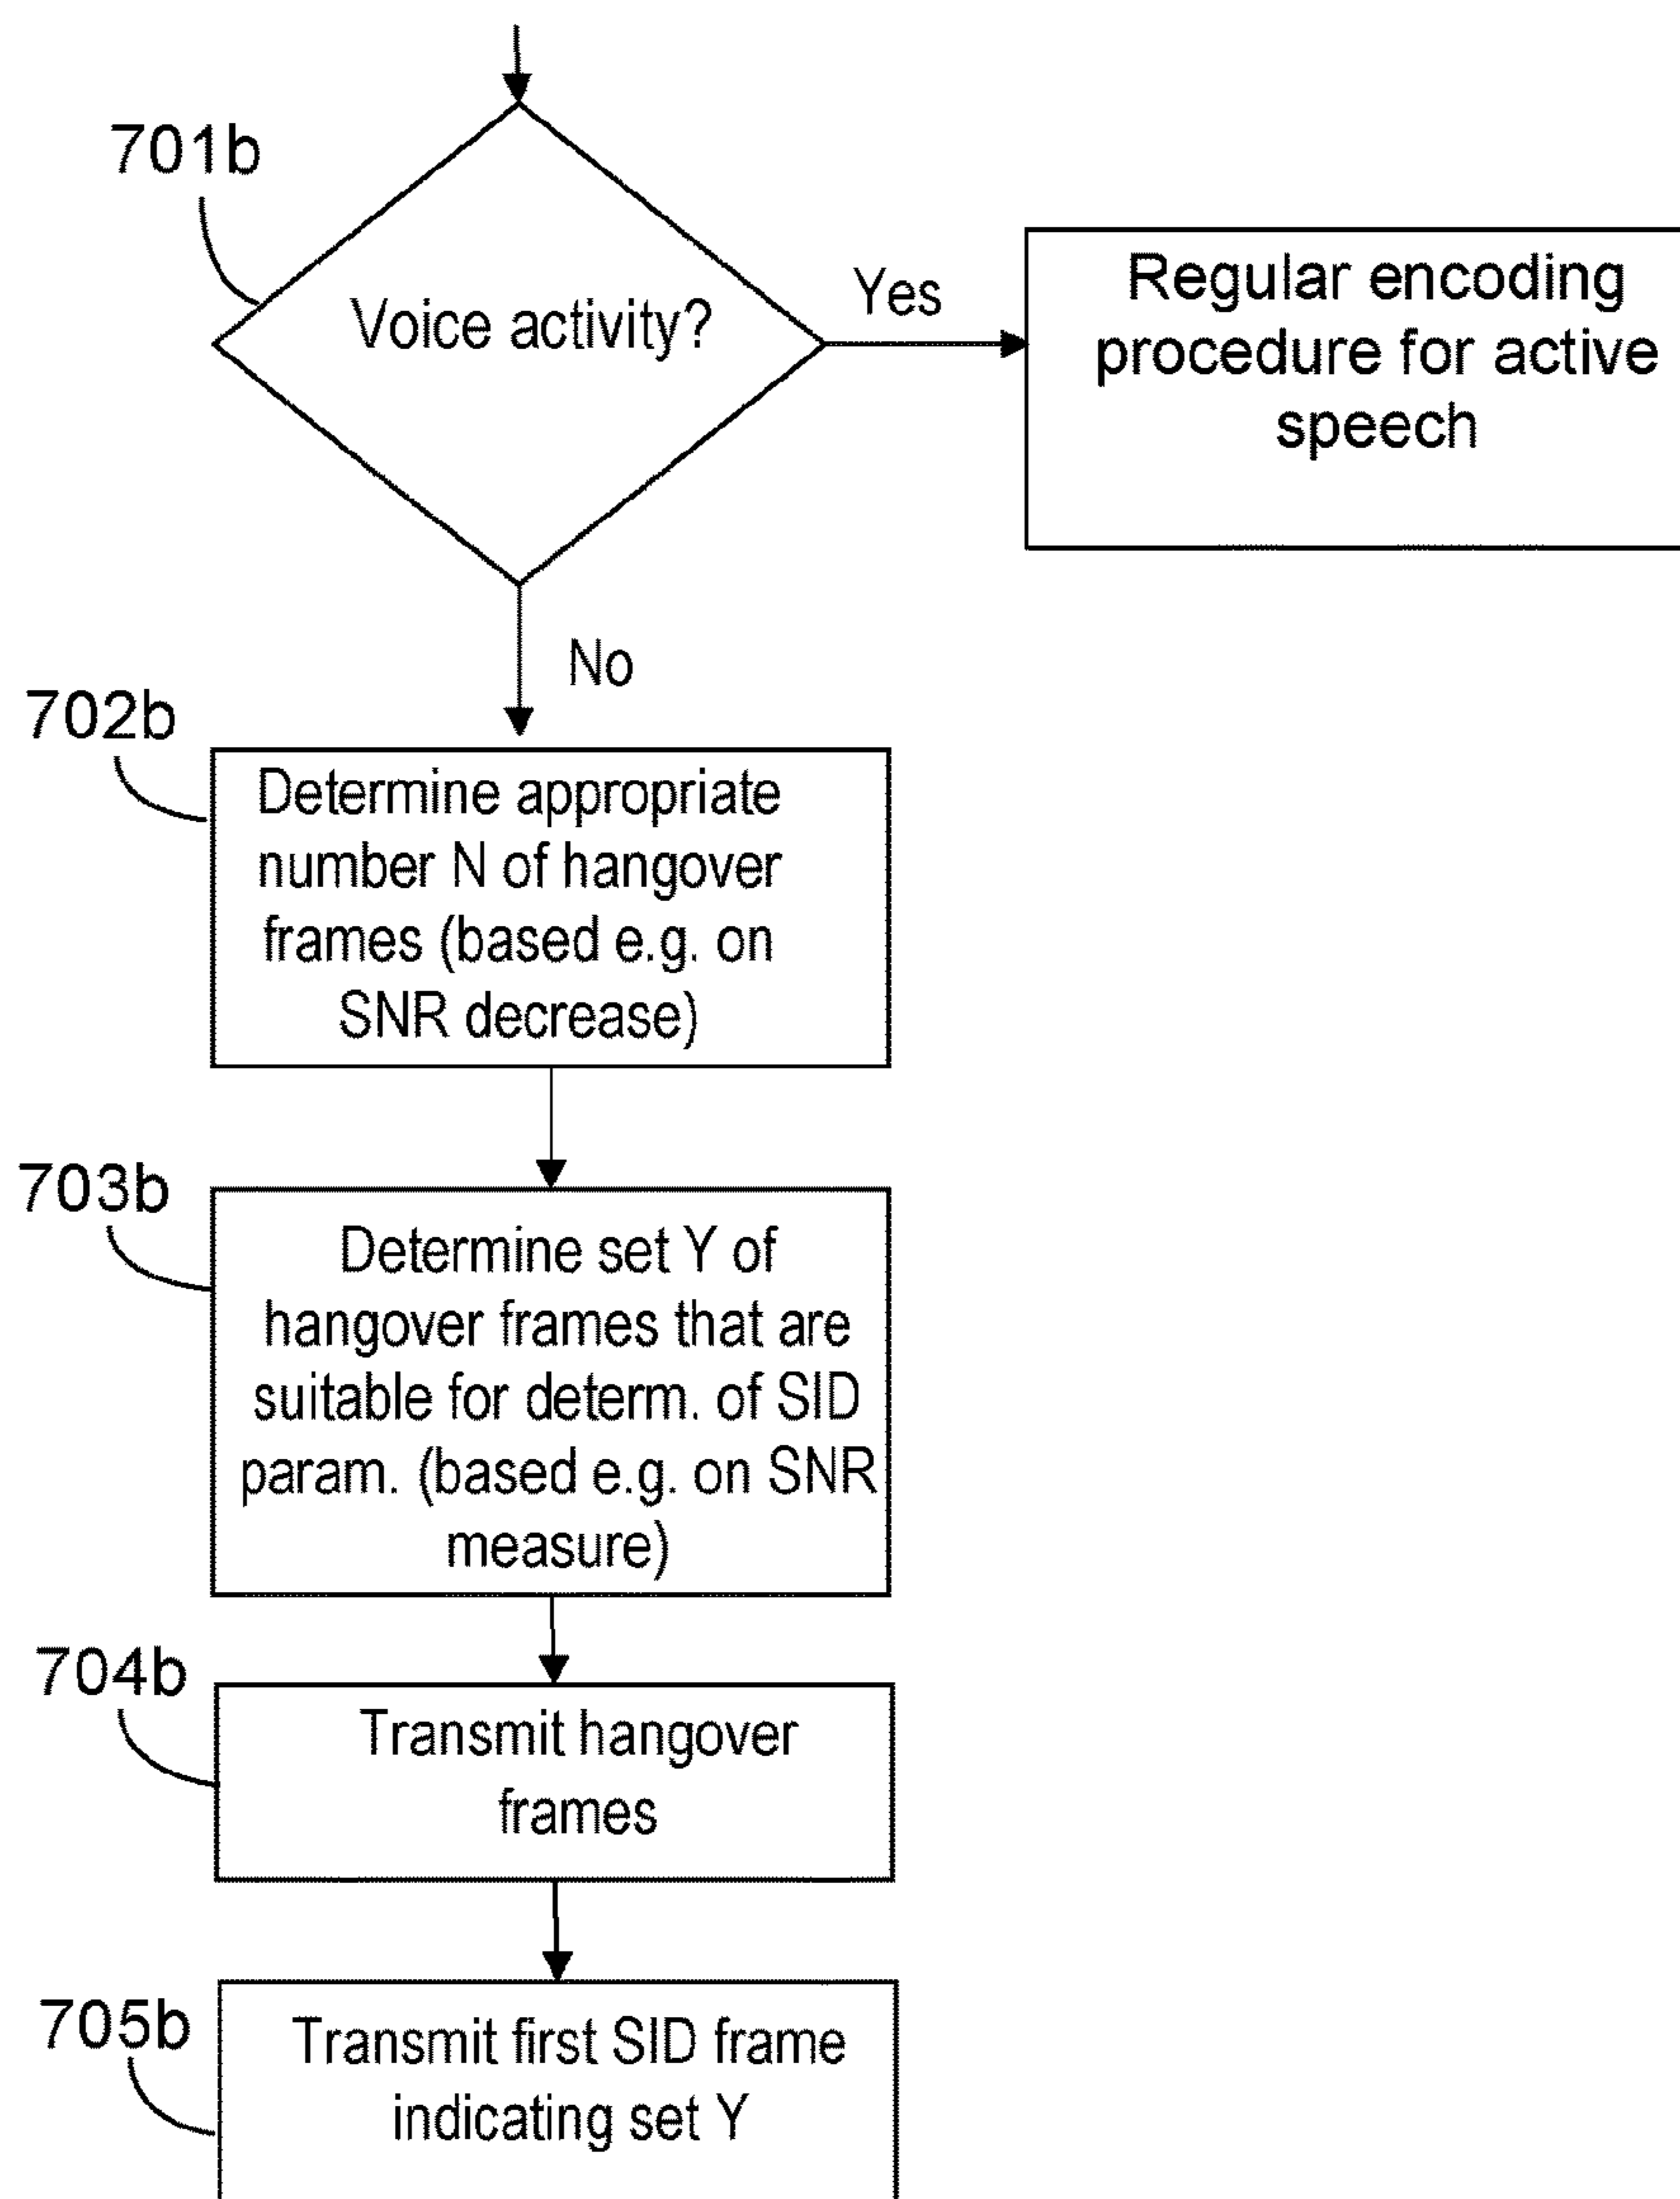 701b
Voice activity?
Yes
Regular encoding
procedure for active
speech
No
702b
Determine appropriate
number N of hangover
frames (based e.g. on
SNR decrease)
703b
Determine set Y of
hangover frames that are
suitable for determ. of SID
param. (based e.g. on SNR
measure)
704b
Transmit hangover
frames
705b
Transmit first SID frame
indicating set Y